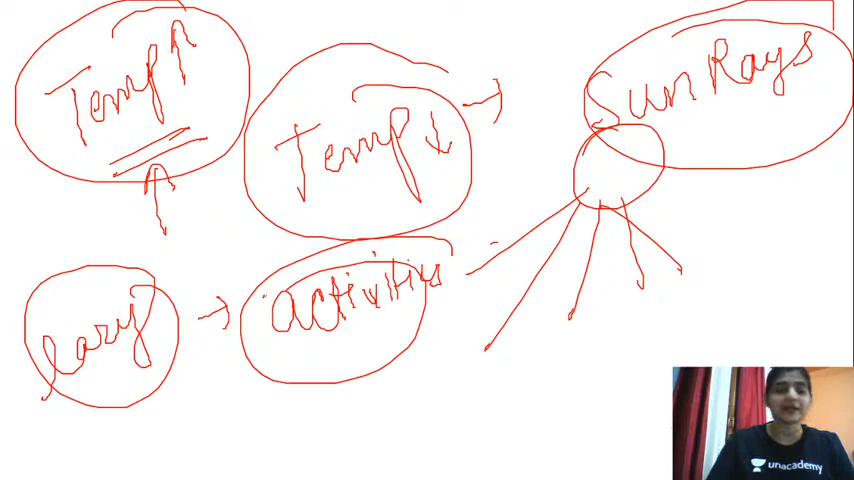 Temp ↑
Temp ↓ →
Sun Rays
lazy →
activities
unacademy